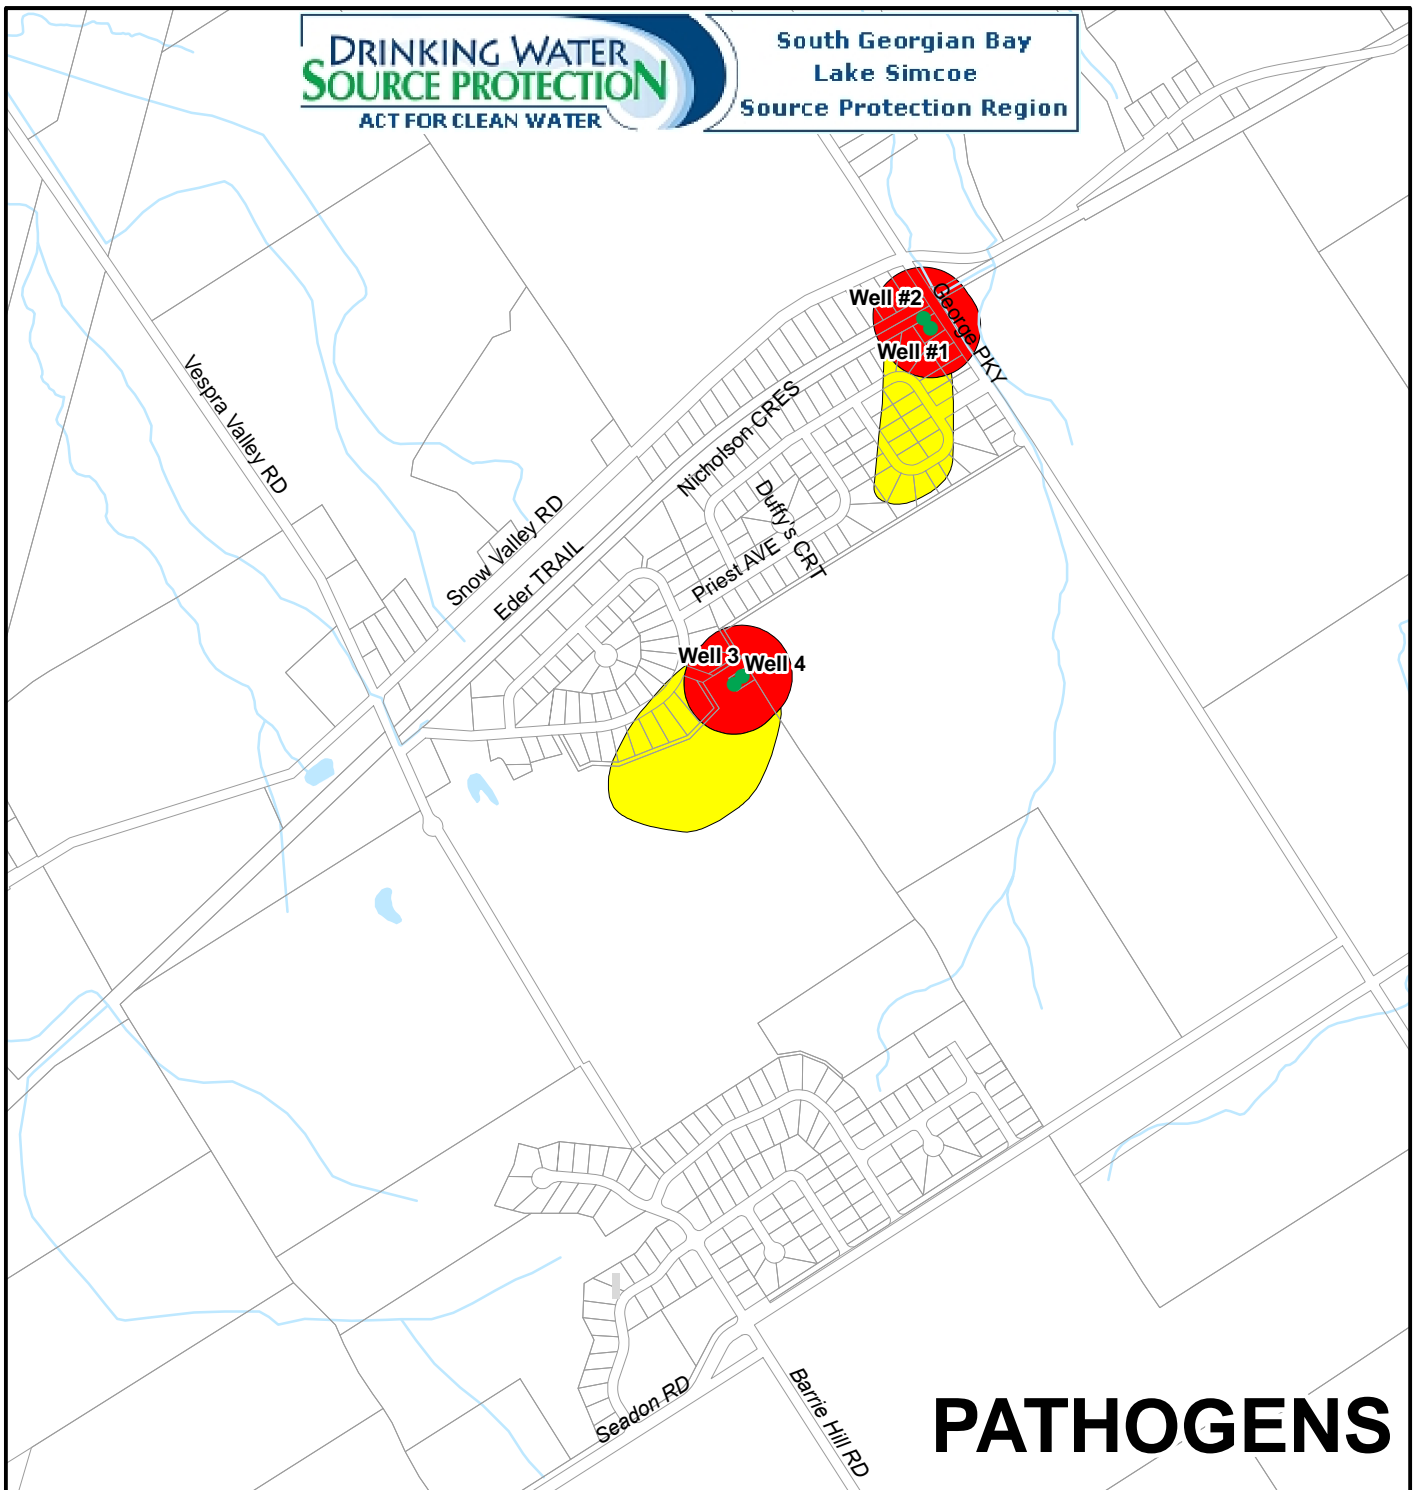 DRINKING WATER
SOURCE PROTECTION
ACT FOR CLEAN WATER
South Georgian Bay
Lake Simcoe
Source Protection Region
Well #2
George PKY
Well #1
Vespra Valley RD
Nicholson CRES
Snow Valley RD
Eder TRAIL
Duffy's CRT
Priest AVE
Well 3
Well 4
Seadon RD
Barrie Hill RD
PATHOGENS